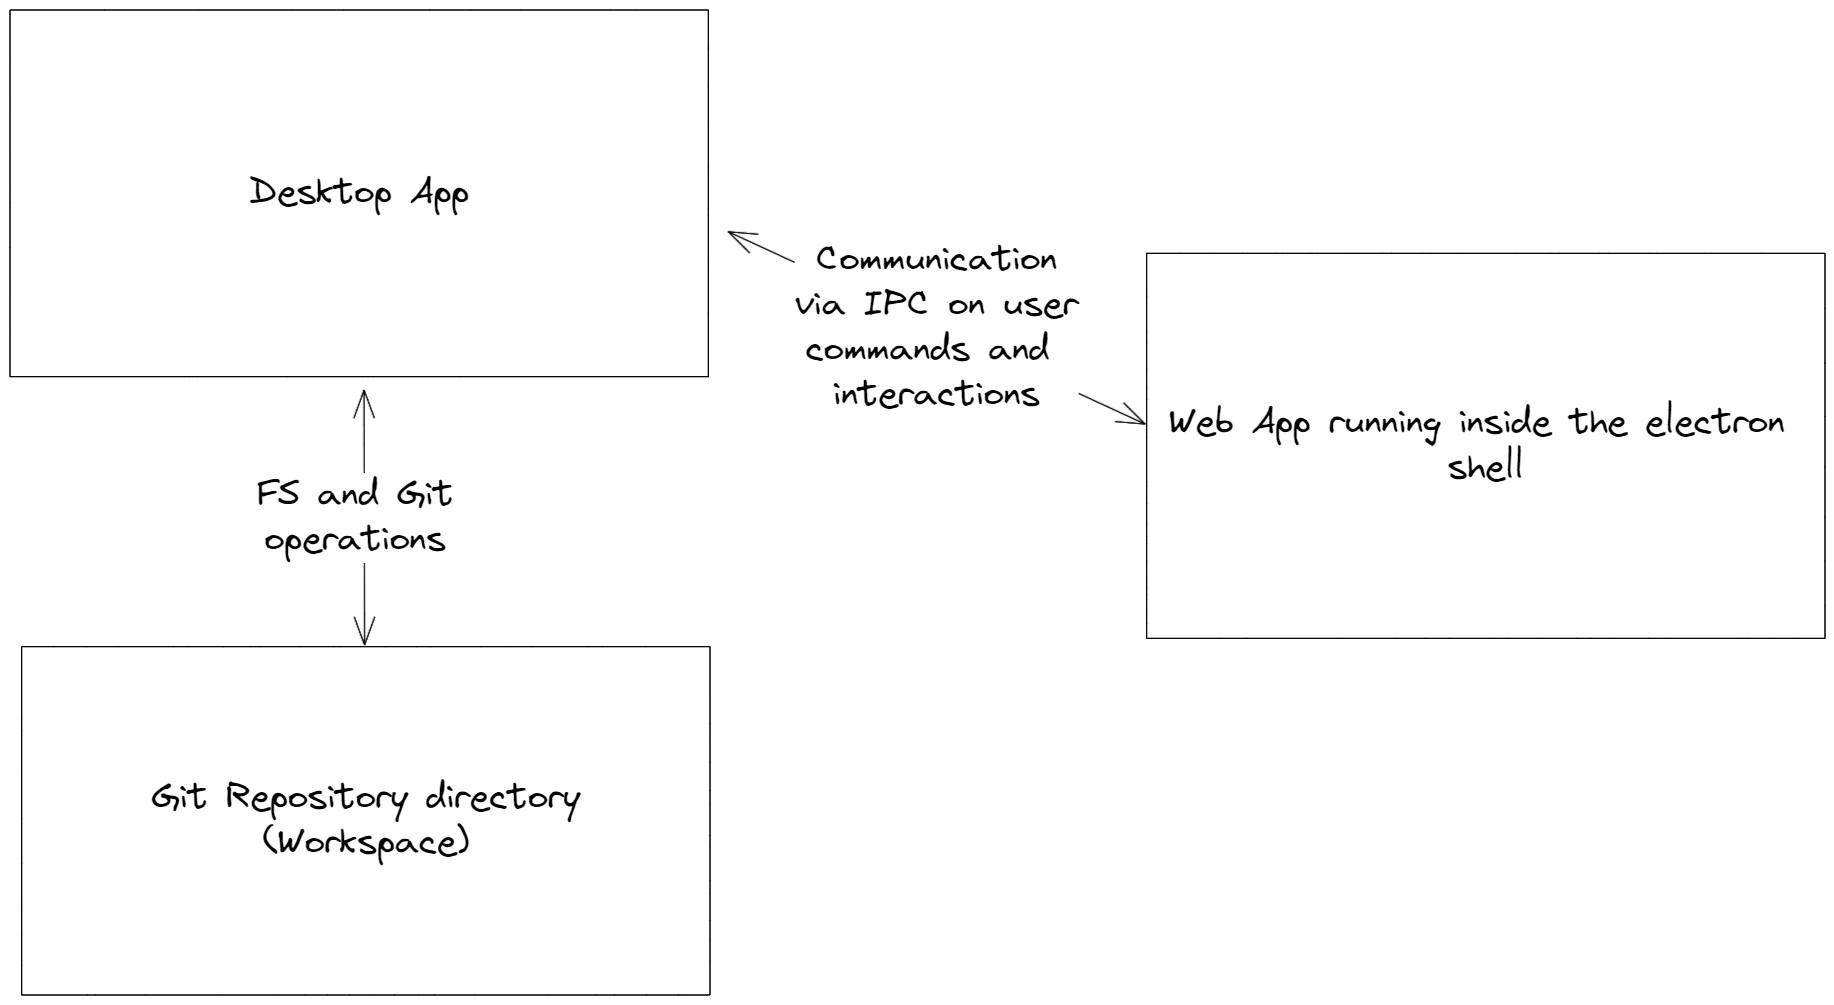 Desktop App
Communication
via IPC on user
commands and
interactions
Web App running inside the electron
shell
FS and Git
operations
Git Repository directory
(Workspace)